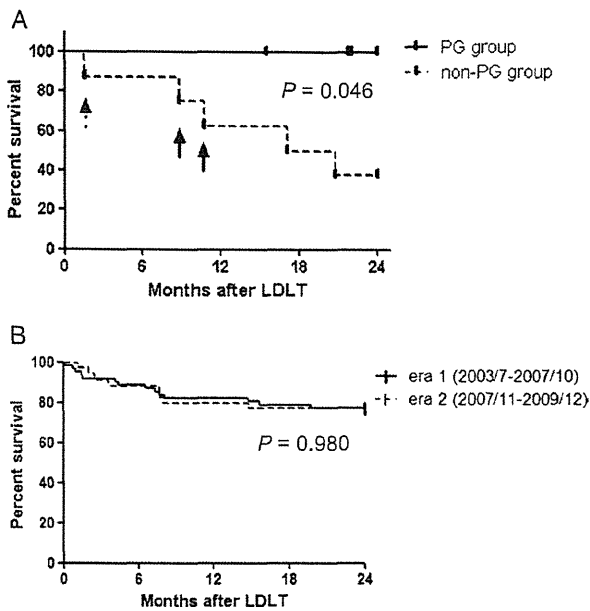 A
Percent survival
100
80
60
40
20
0
0 6 12 18 24
Months after LDLT
P = 0.046
PG group
non-PG group
B
Percent survival
100
80
60
40
20
0
0 6 12 18 24
Months after LDLT
P = 0.980
era 1 (2003/7-2007/10)
era 2 (2007/11-2009/12)